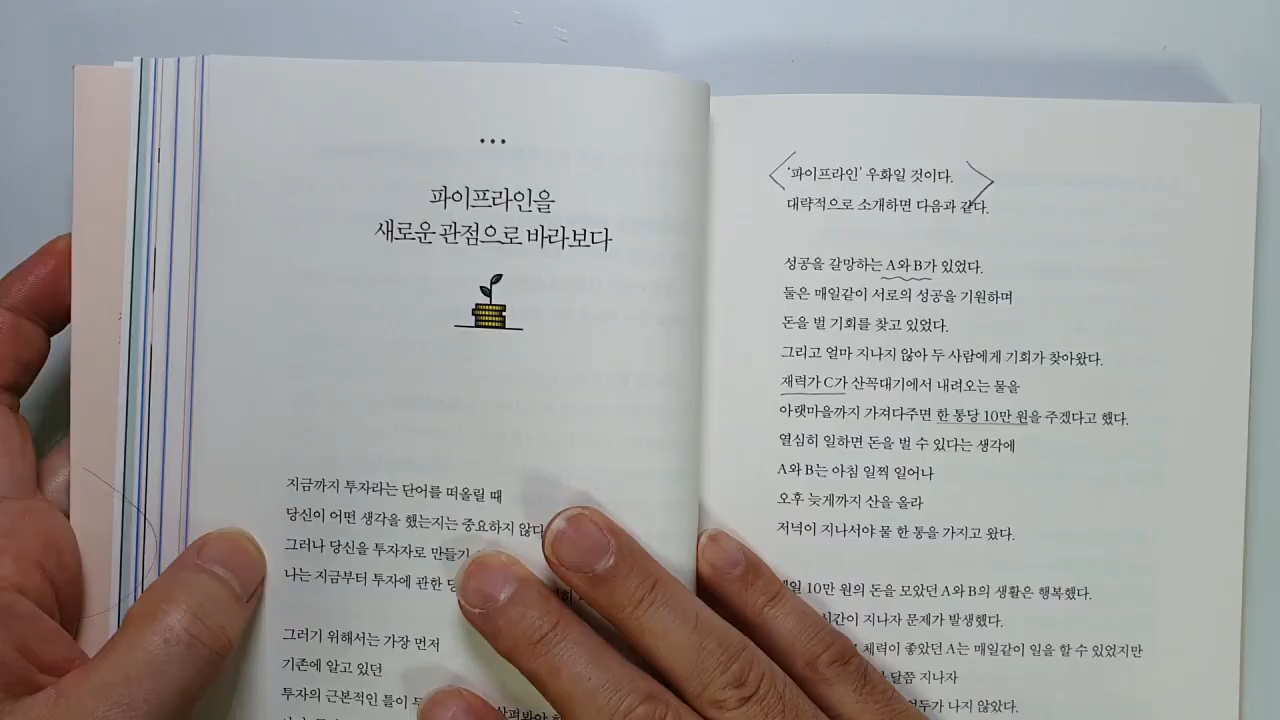 파이프라인을
새로운 관점으로 바라보다
지금까지 투자라는 단어를 떠올릴 때
당신이 어떤 생각을 했는지는 중요하지 않다
그러나 당신을 투자자로 만들기
나는 지금부터 투자에 관한
그러기 위해서는 가장 먼저
기존에 알고 있던
투자의 근본적인 틀이
'파이프라인' 우화일 것이다.
대략적으로 소개하면 다음과 같다.
성공을 갈망하는 A와 B가 있었다.
둘은 매일같이 서로의 성공을 기원하며
돈을 벌 기회를 찾고 있었다.
그리고 얼마 지나지 않아 두 사람에게 기회가 찾아왔다.
재력가 C가 산꼭대기에서 내려오는 물을
아랫마을까지 가져다주면 한 통당 10만 원을 주겠다고 했다.
열심히 일하면 돈을 벌 수 있다는 생각에
A와 B는 아침 일찍 일어나
오후 늦게까지 산을 올라
저녁이 지나서야 물 한 통을 가지고 왔다.
10만 원의 돈을 모았던 A와 B의 생활은 행복했다.
지나자 문제가 발생했다.
체력이 좋았던 A는 매일같이 일을 할 수 있었지만
달쯤 지나자
나지 않았다.